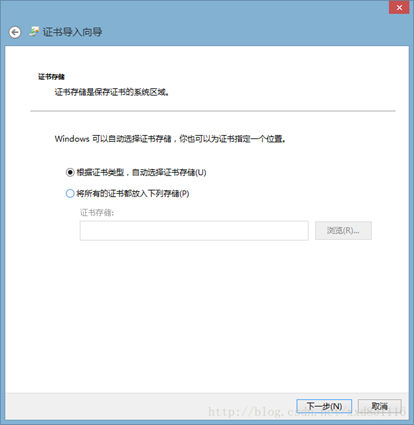 证书导入向导
证书存储
证书存储是保存证书的系统区域。
Windows 可以自动选择证书存储，你也可以为证书指定一个位置。
根据证书类型，自动选择证书存储(U)
将所有的证书都放入下列存储(P)
证书存储:
浏览(R)...
下一步(N)
取消